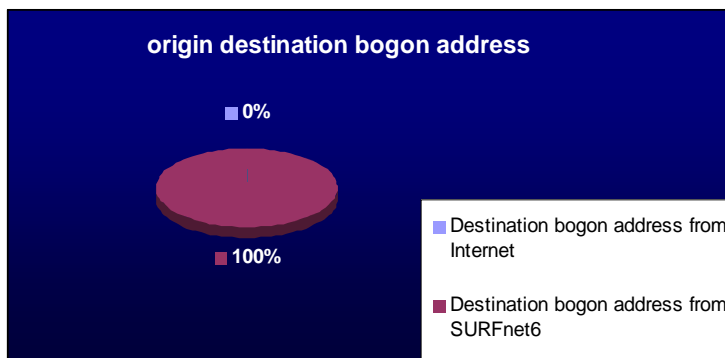 origin destination bogon address
0%
100%
Destination bogon address from
Internet
Destination bogon address from
SURFnet6